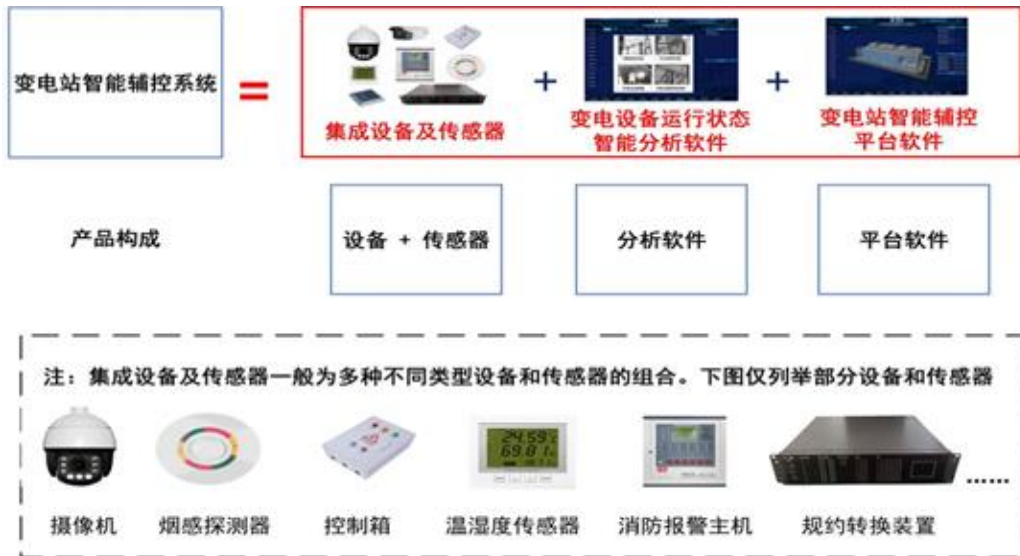 变电站智能辅控系统
=
集成设备及传感器
+
变电设备运行状态
智能分析软件
+
变电站智能辅控
平台软件
产品构成
设备 + 传感器
分析软件
平台软件
注：集成设备及传感器一般为多种不同类型设备和传感器的组合。下图仅列举部分设备和传感器
24.59
69.81
……
摄像机
烟感探测器
控制箱
温湿度传感器
消防报警主机
规约转换装置